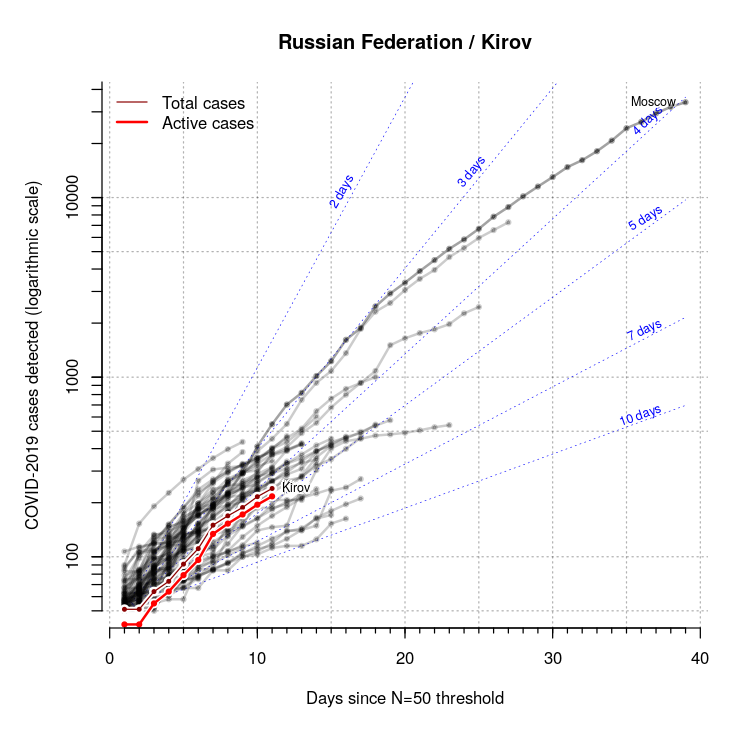 Russian Federation / Kirov
Total cases
Active cases
Moscow
2 days
3 days
4 days
5 days
7 days
10 days
Kirov
COVID-2019 cases detected (logarithmic scale)
10000
1000
100
0 10 20 30 40
Days since N=50 threshold